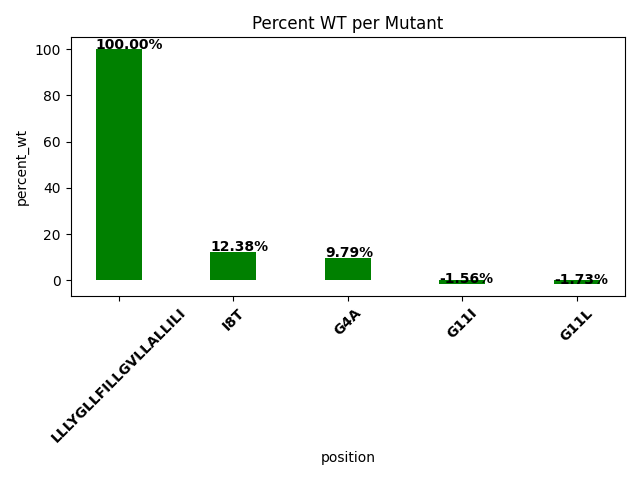 Percent WT per Mutant
percent_wt
100
80
60
40
20
0
100.00%
12.38%
9.79%
-1.56%
-1.73%
LLLYGLLFILLGVLLALLILI
I8T
G4A
G11I
G11L
position